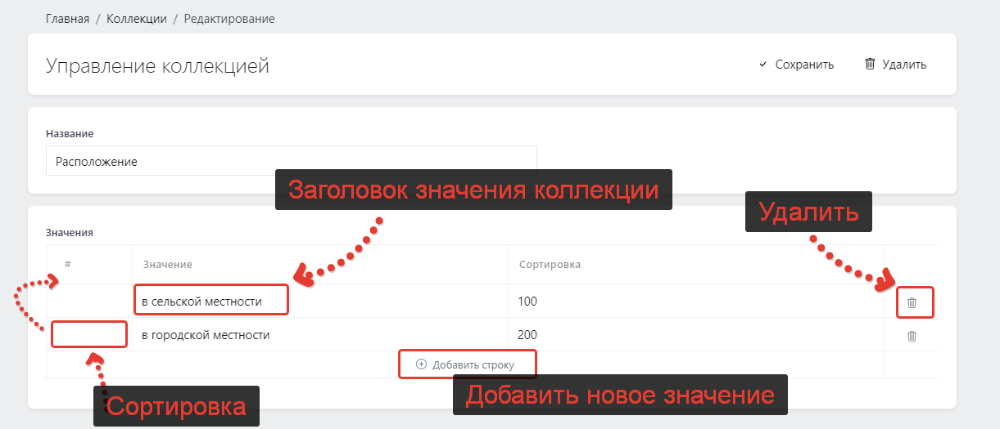 Главная / Коллекции / Редактирование
Управление коллекцией
Сохранить
Удалить
Название
Расположение
Заголовок значения коллекции
Удалить
Значения
# Значение Сортировка
в сельской местности 100
в городской местности 200
Добавить строку
Добавить новое значение
Сортировка